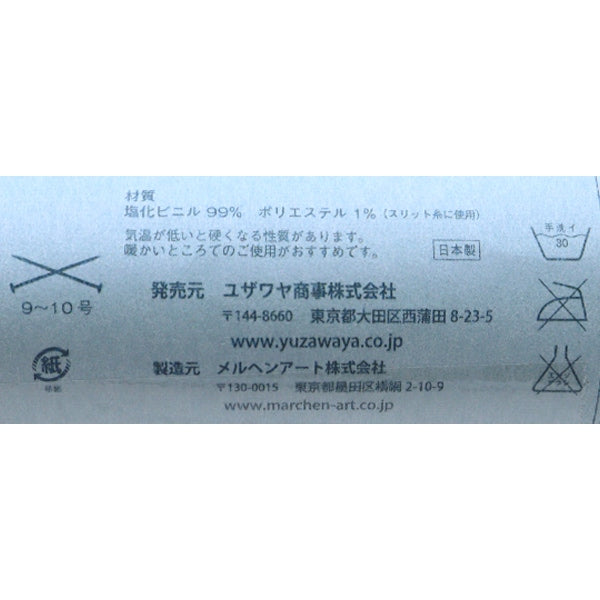 材質
塩化ビニル 99%　ポリエステル 1%（スリット糸に使用）
気温が低いと硬くなる性質があります。
暖かいところでのご使用がおすすめです。
日本製
手洗イ
30
9～10号
発売元　ユザワヤ商事株式会社
〒144-8660　東京都大田区西蒲田 8-23-5
www.yuzawaya.co.jp
紙
製造元　メルヘンアート株式会社
〒130-0015　東京都墨田区横網 2-10-9
www.marchen-art.co.jp